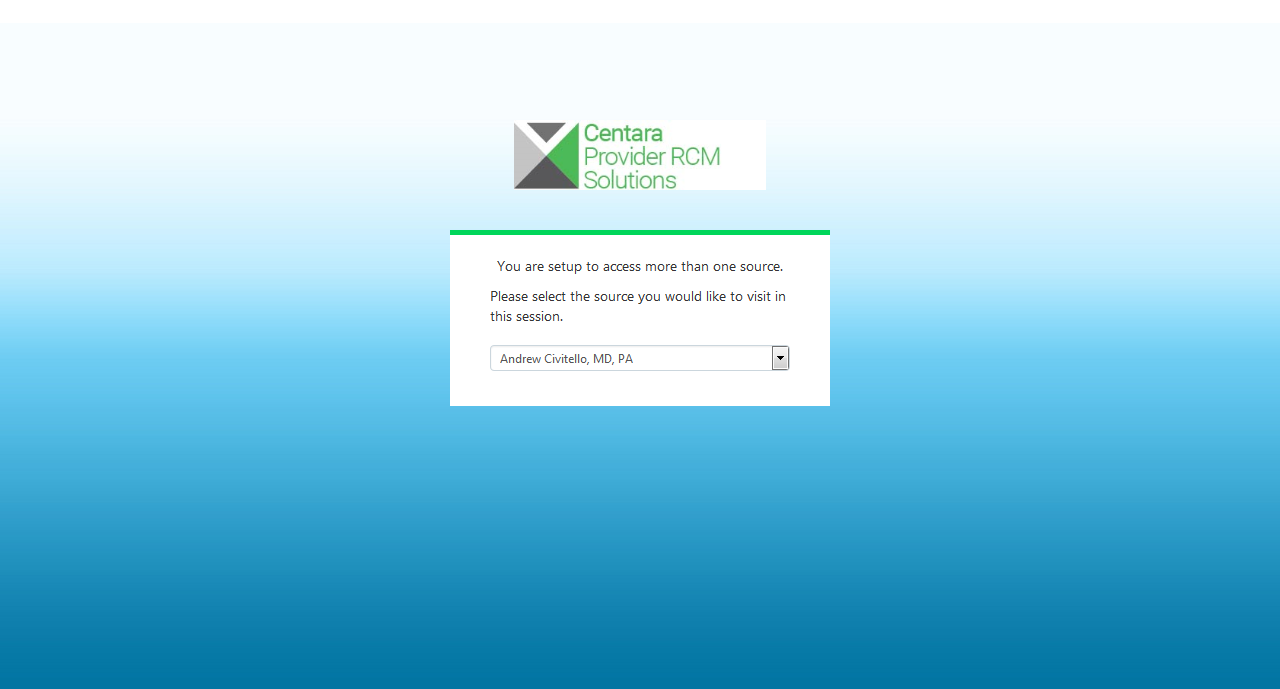 Centara
Provider RCM
Solutions
You are setup to access more than one source.
Please select the source you would like to visit in
this session.
Andrew Civitello, MD, PA